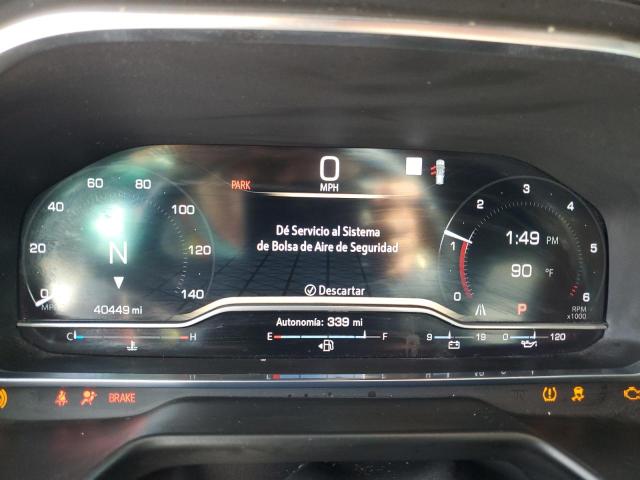 0
MPH
PARK
Dé Servicio al Sistema
de Bolsa de Aire de Seguridad
Descartar
0 20 40 60 80 100 120 140
N
40449 mi
0 1 2 3 4 5 6
1:49 PM
90 °F
P
RPM
x1000
Autonomía: 339 mi
C H
E F
9 19
0 120
BRAKE